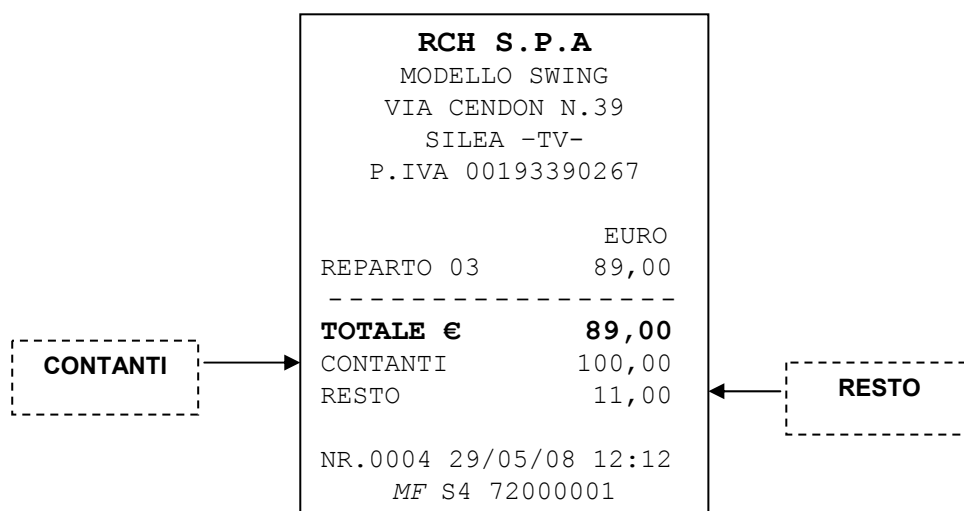 RCH S.P.A
MODELLO SWING
VIA CENDON N.39
SILEA –TV-
P.IVA 00193390267
EURO
REPARTO 03 89,00
- - - - - - - - - - - - - - - - -
TOTALE € 89,00
CONTANTI
CONTANTI 100,00
RESTO 11,00
RESTO
NR.0004 29/05/08 12:12
MF S4 72000001